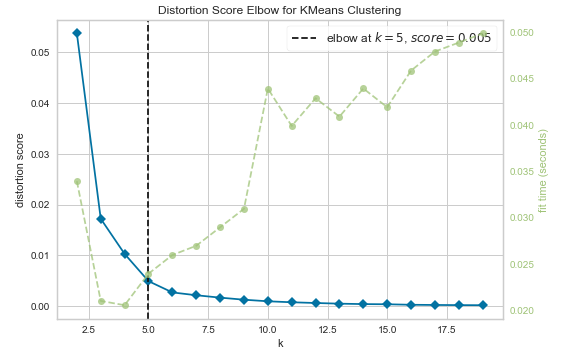 Distortion Score Elbow for KMeans Clustering
elbow at k = 5, score = 0.005
distortion score
0.05
0.04
0.03
0.02
0.01
0.00
0.050
0.045
0.040
0.035
0.030
0.025
0.020
fit time (seconds)
2.5 5.0 7.5 10.0 12.5 15.0 17.5
k